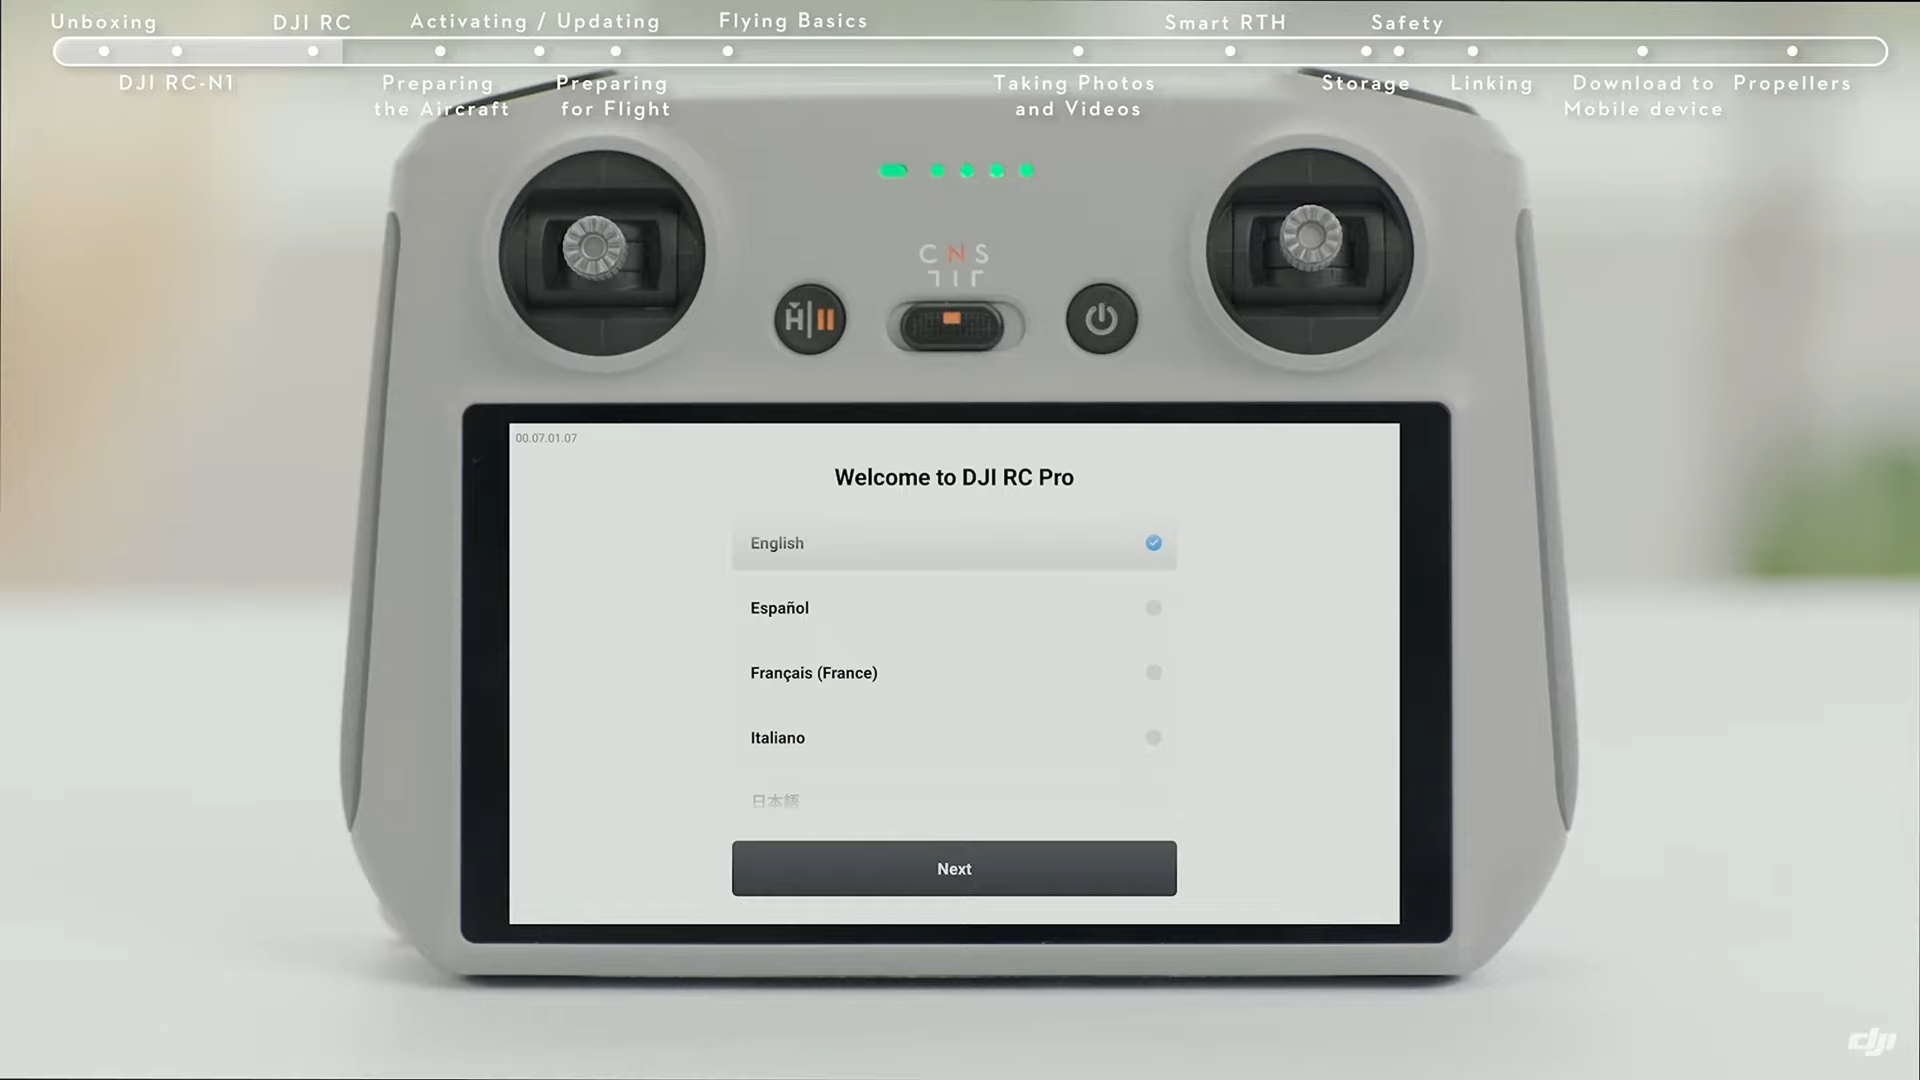 Unboxing
DJI RC
Activating / Updating
Flying Basics
Smart RTH
Safety
DJI RC-N1
Preparing
the Aircraft
Preparing
for Flight
Taking Photos
and Videos
Storage
Linking
Download to
Mobile device
Propellers
C N S
H
00.07.01.07
Welcome to DJI RC Pro
English
Español
Français (France)
Italiano
日本語
Next
dji